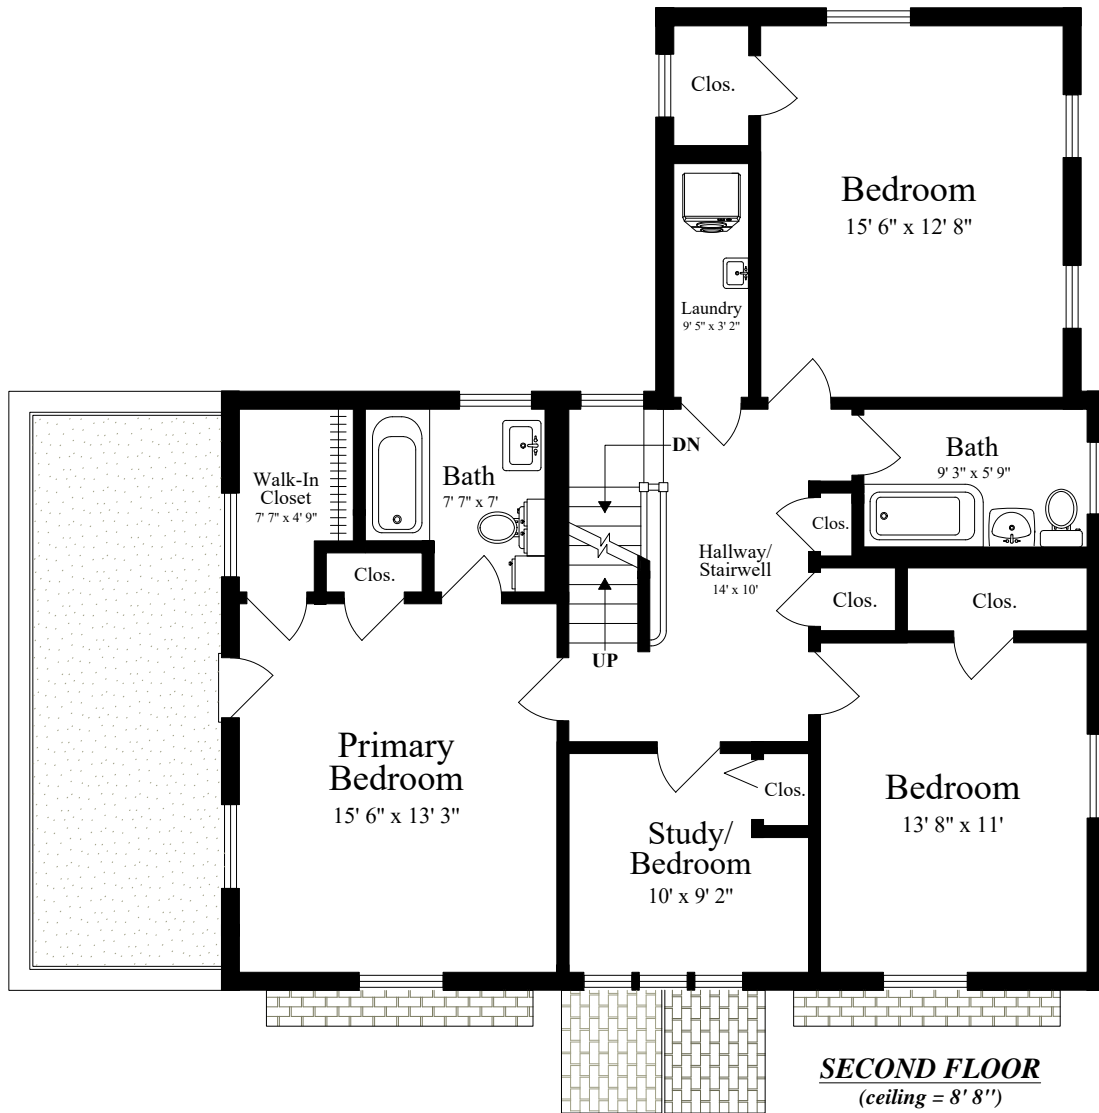 Clos.
Bedroom
15' 6" x 12' 8"
Laundry
9' 5" x 3' 2"
DN
Bath
9' 3" x 5' 9"
Walk-In
Closet
7' 7" x 4' 9"
Bath
7' 7" x 7'
Clos.
Hallway/
Stairwell
14' x 10'
Clos.
Clos.
Clos.
UP
Primary
Bedroom
15' 6" x 13' 3"
Clos.
Study/
Bedroom
10' x 9' 2"
Bedroom
13' 8" x 11'
SECOND FLOOR
(ceiling = 8' 8")